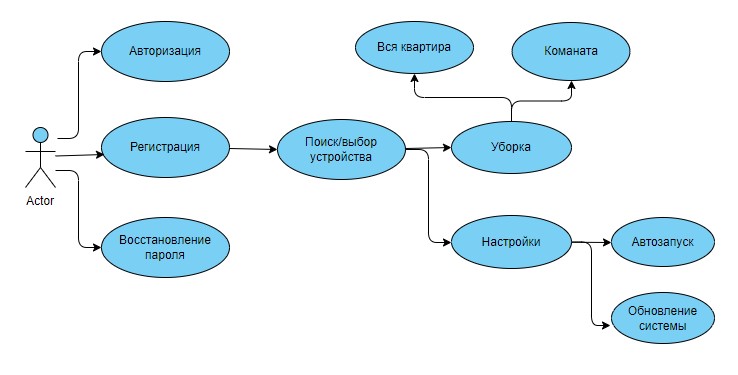 Авторизация
Вся квартира
Команата
Регистрация
Поиск/выбор
устройства
Уборка
Actor
Восстановление
пароля
Настройки
Автозапуск
Обновление
системы